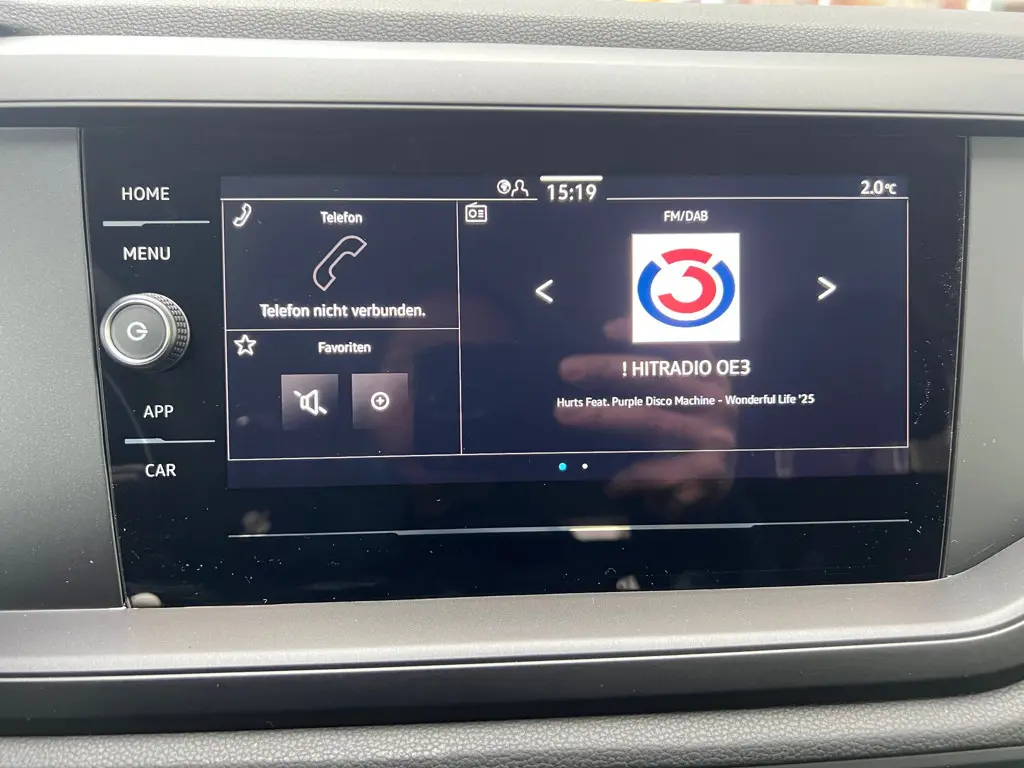 HOME
MENU
APP
CAR
15:19
2.0°C
Telefon
Telefon nicht verbunden.
Favoriten
FM/DAB
3
! HITRADIO OE3
Hurts Feat. Purple Disco Machine - Wonderful Life '25